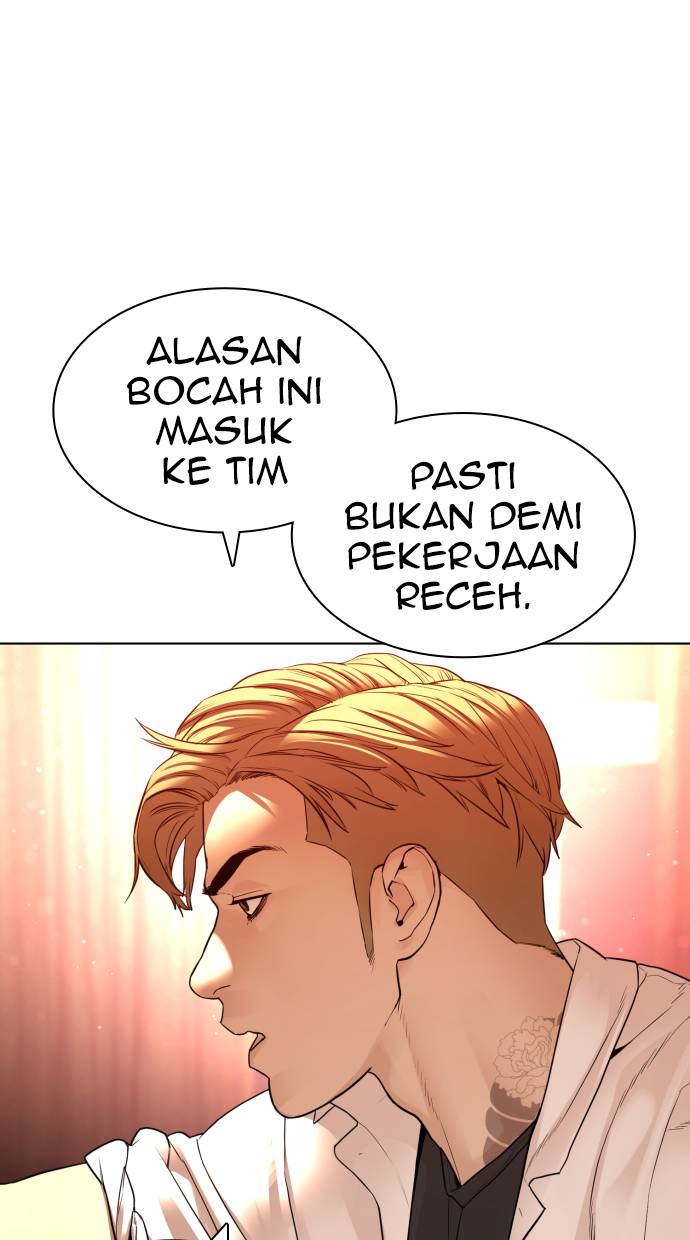 ALASAN
BOCAH INI
MASUK
KE TIM
PASTI
BUKAN DEMI
PEKERJAAN
RECEH.